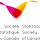 Société Statistical
Statistique Society
du Canada of Canada